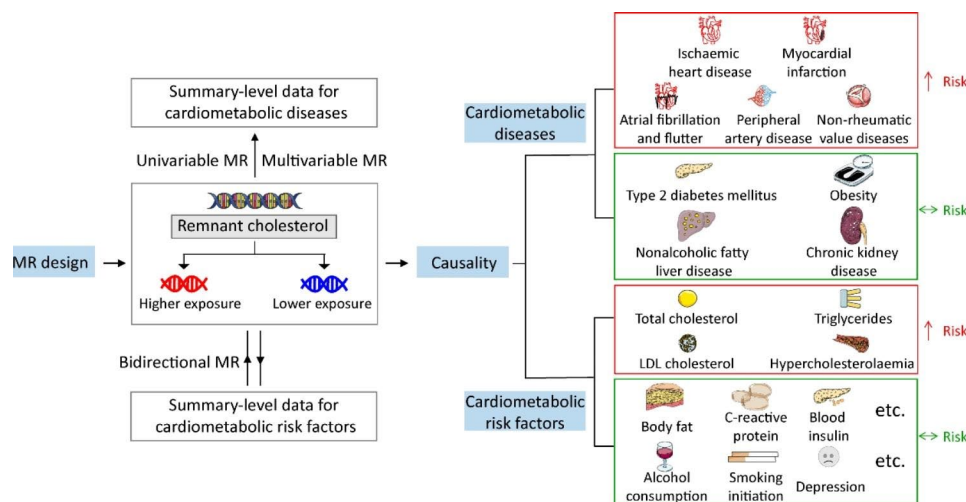 Summary-level data for
cardiometabolic diseases
Univariable MR
Multivariable MR
Remnant cholesterol
MR design
Higher exposure
Lower exposure
Bidirectional MR
Summary-level data for
cardiometabolic risk factors
Causality
Cardiometabolic
diseases
Ischaemic
heart disease
Myocardial
infarction
Atrial fibrillation
and flutter
Peripheral
artery disease
Non-rheumatic
value diseases
↑ Risk
Type 2 diabetes mellitus
Obesity
Nonalcoholic fatty
liver disease
Chronic kidney
disease
↔ Risk
Cardiometabolic
risk factors
Total cholesterol
Triglycerides
LDL cholesterol
Hypercholesterolaemia
↑ Risk
Body fat
C-reactive
protein
Blood
insulin
etc.
Alcohol
consumption
Smoking
initiation
Depression
etc.
↔ Risk